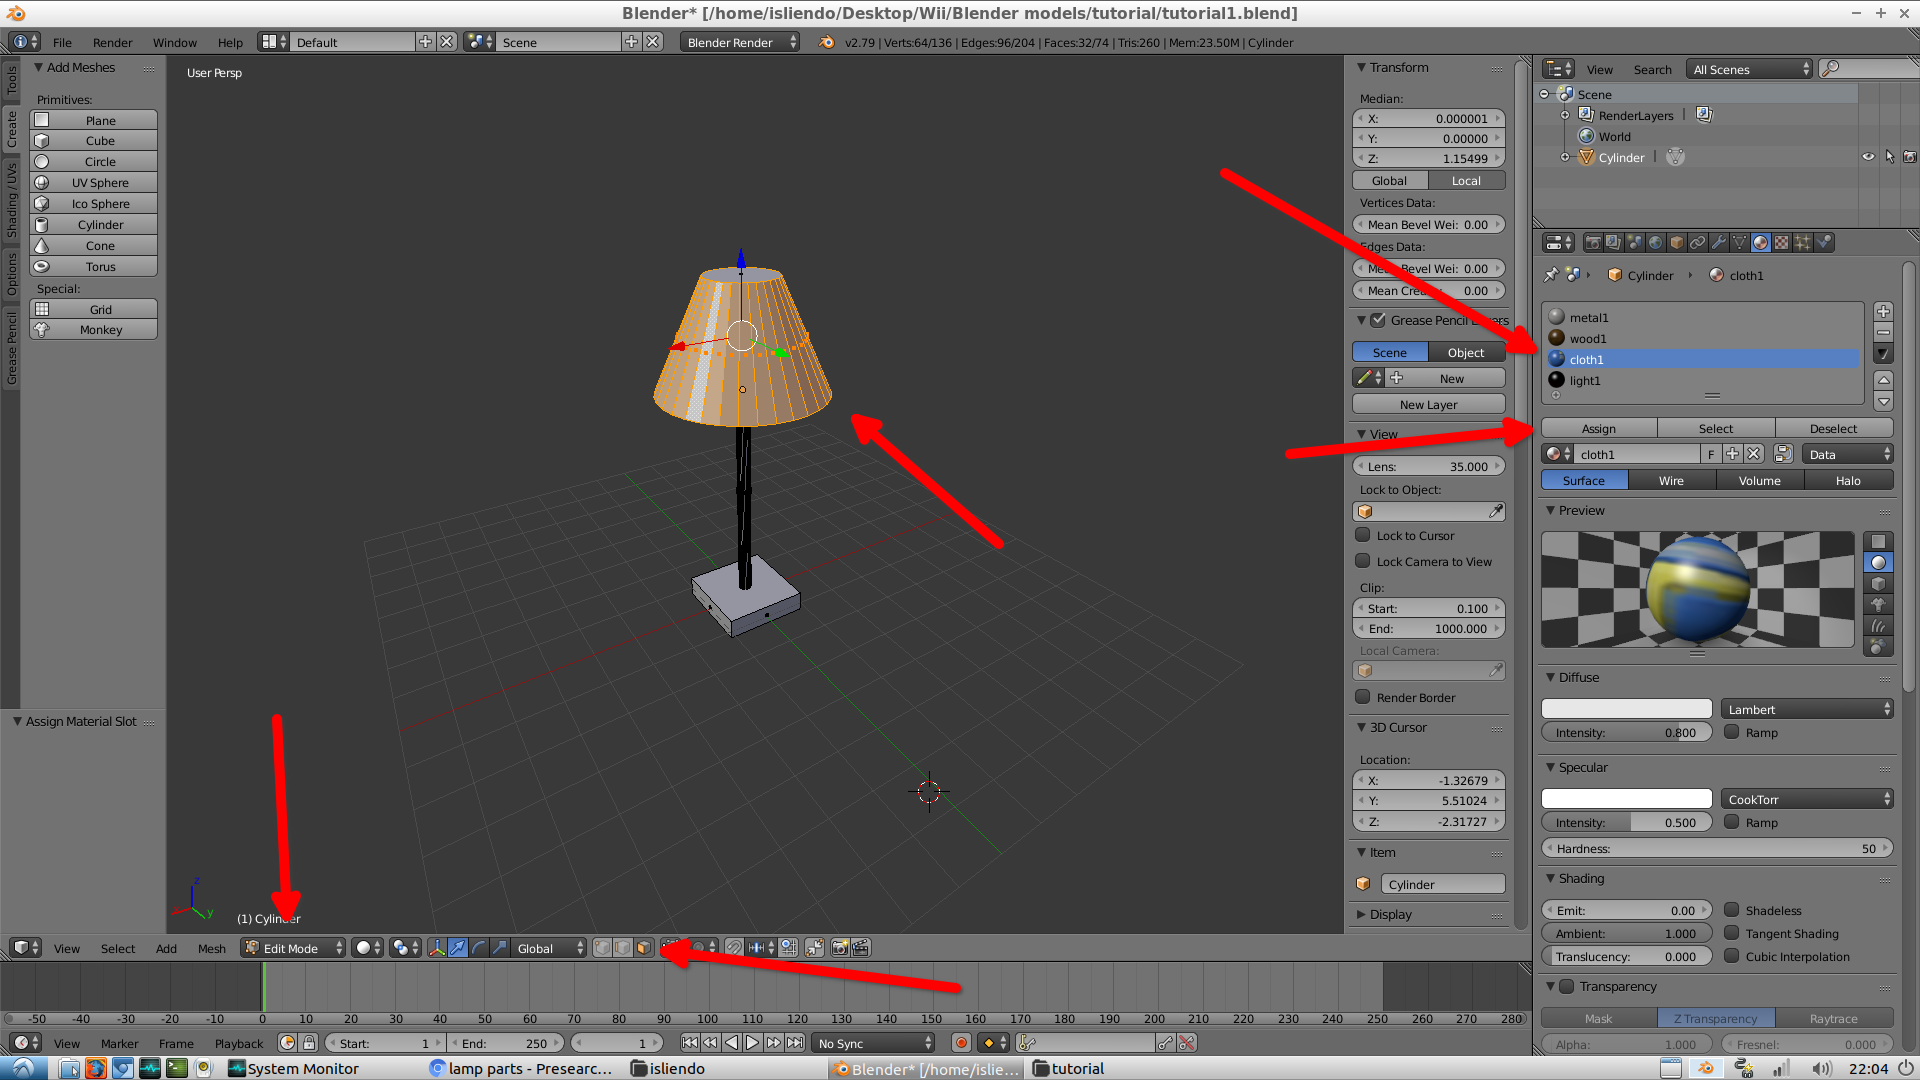 Blender* [/home/isliendo/Desktop/Wii/Blender models/tutorial/tutorial1.blend]
File Render Window Help Default Scene Blender Render v2.79 | Verts:64/136 | Edges:96/204 | Faces:32/74 | Tris:260 | Mem:23.50M | Cylinder
Tools
Create
Shading / UVs
Options
Grease Pencil
Add Meshes
Primitives:
Plane
Cube
Circle
UV Sphere
Ico Sphere
Cylinder
Cone
Torus
Special:
Grid
Monkey
Assign Material Slot
User Persp
z
x
y
(1) Cylinder
Transform
Median:
X: 0.000001
Y: 0.00000
Z: 1.15499
Global Local
Vertices Data:
Mean Bevel Wei: 0.00
Edges Data:
Mean Bevel Wei: 0.00
Mean Crea 0.00
Grease Pencil Layers
Scene Object
New
New Layer
View
Lens: 35.000
Lock to Object:
Lock to Cursor
Lock Camera to View
Clip:
Start: 0.100
End: 1000.000
Local Camera:
Render Border
3D Cursor
Location:
X: -1.32679
Y: 5.51024
Z: -2.31727
Item
Cylinder
Display
View Search All Scenes
Scene
RenderLayers
World
Cylinder
Cylinder cloth1
metal1
wood1
cloth1
light1
Assign Select Deselect
cloth1 F Data
Surface Wire Volume Halo
Preview
Diffuse
Lambert
Intensity: 0.800 Ramp
Specular
CookTorr
Intensity: 0.500 Ramp
Hardness: 50
Shading
Emit: 0.00 Shadeless
Ambient: 1.000 Tangent Shading
Translucency: 0.000 Cubic Interpolation
Transparency
Mask Z Transparency Raytrace
Alpha: 1.000 Fresnel: 0.000
View Select Add Mesh Edit Mode Global
-50 -40 -30 -20 -10 0 10 20 30 40 50 60 70 80 90 100 110 120 130 140 150 160 170 180 190 200 210 220 230 240 250 260 270 280
View Marker Frame Playback Start: 1 End: 250 1 No Sync
System Monitor lamp parts - Presearc... isliendo Blender* [/home/islie... tutorial 22:04